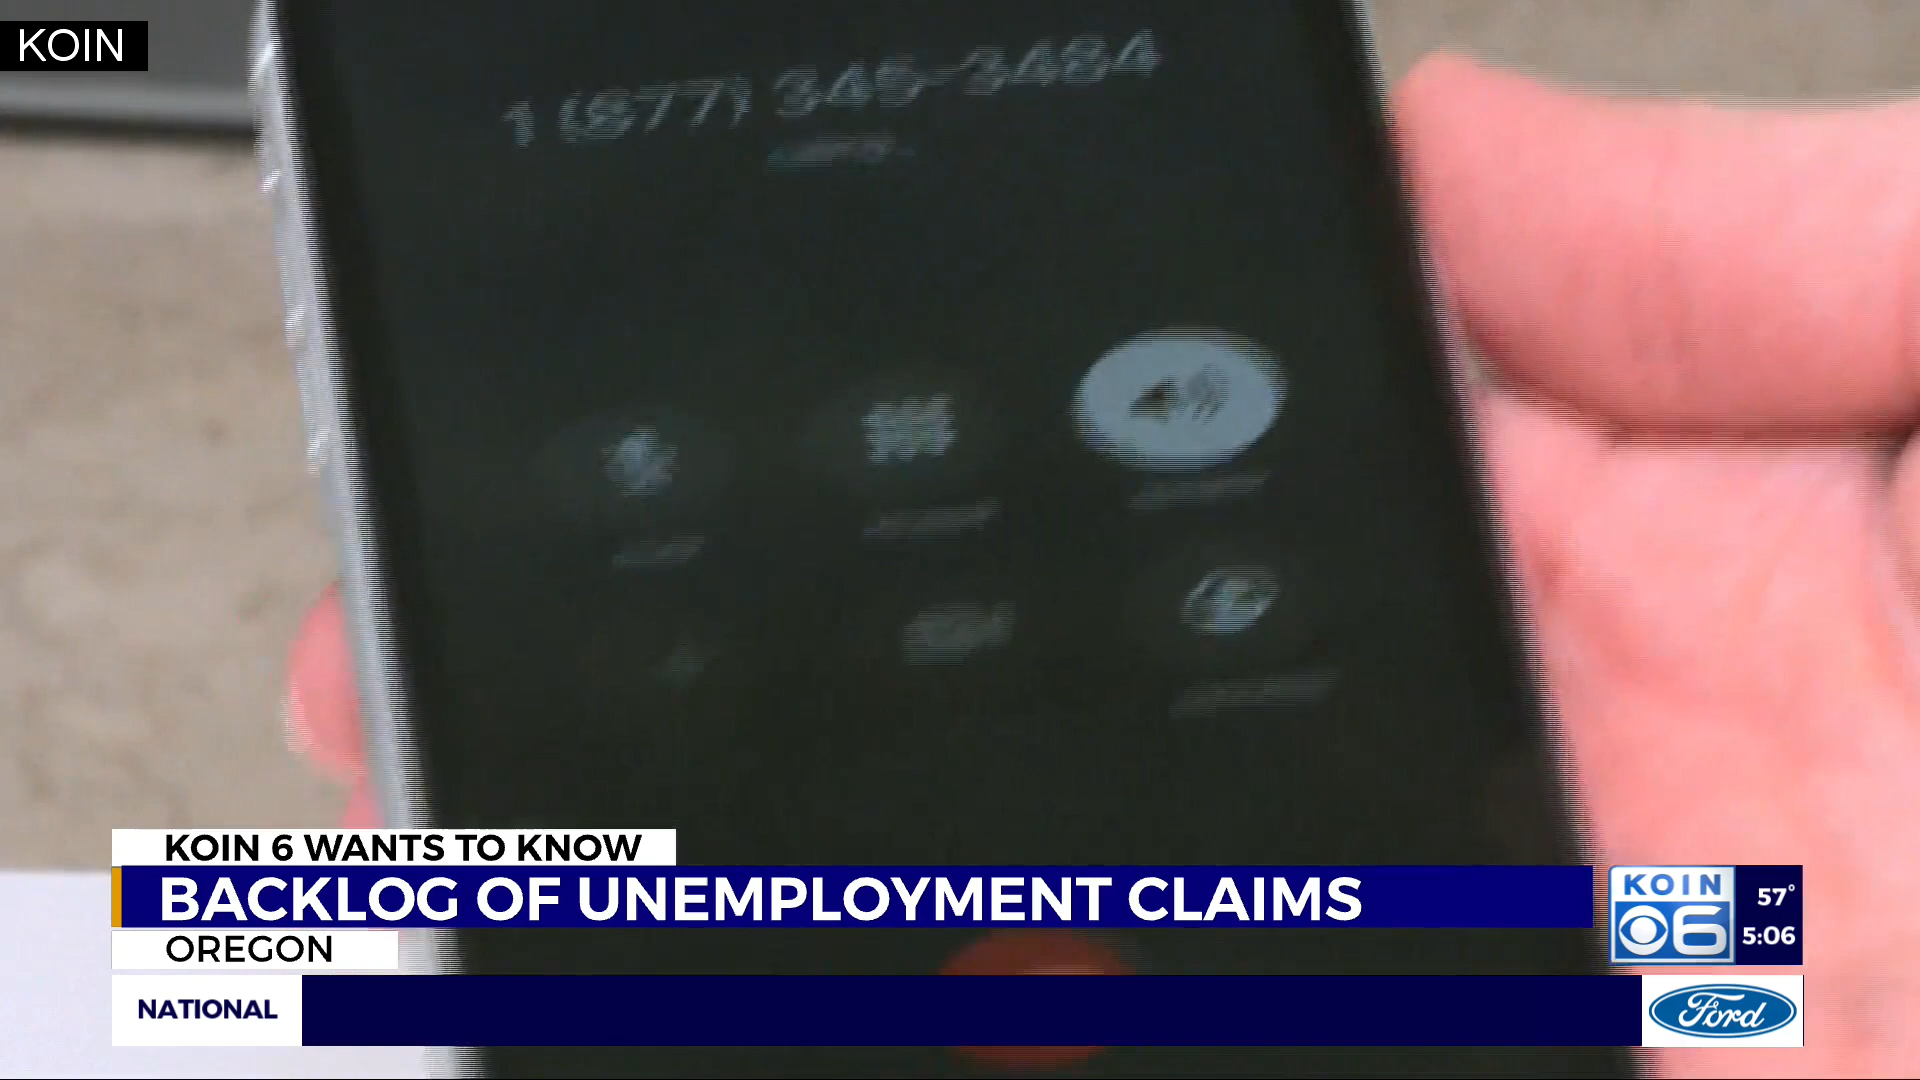 KOIN
1 (877) 345-3484
KOIN 6 WANTS TO KNOW
BACKLOG OF UNEMPLOYMENT CLAIMS
OREGON
KOIN
6
57°
5:06
NATIONAL
Ford